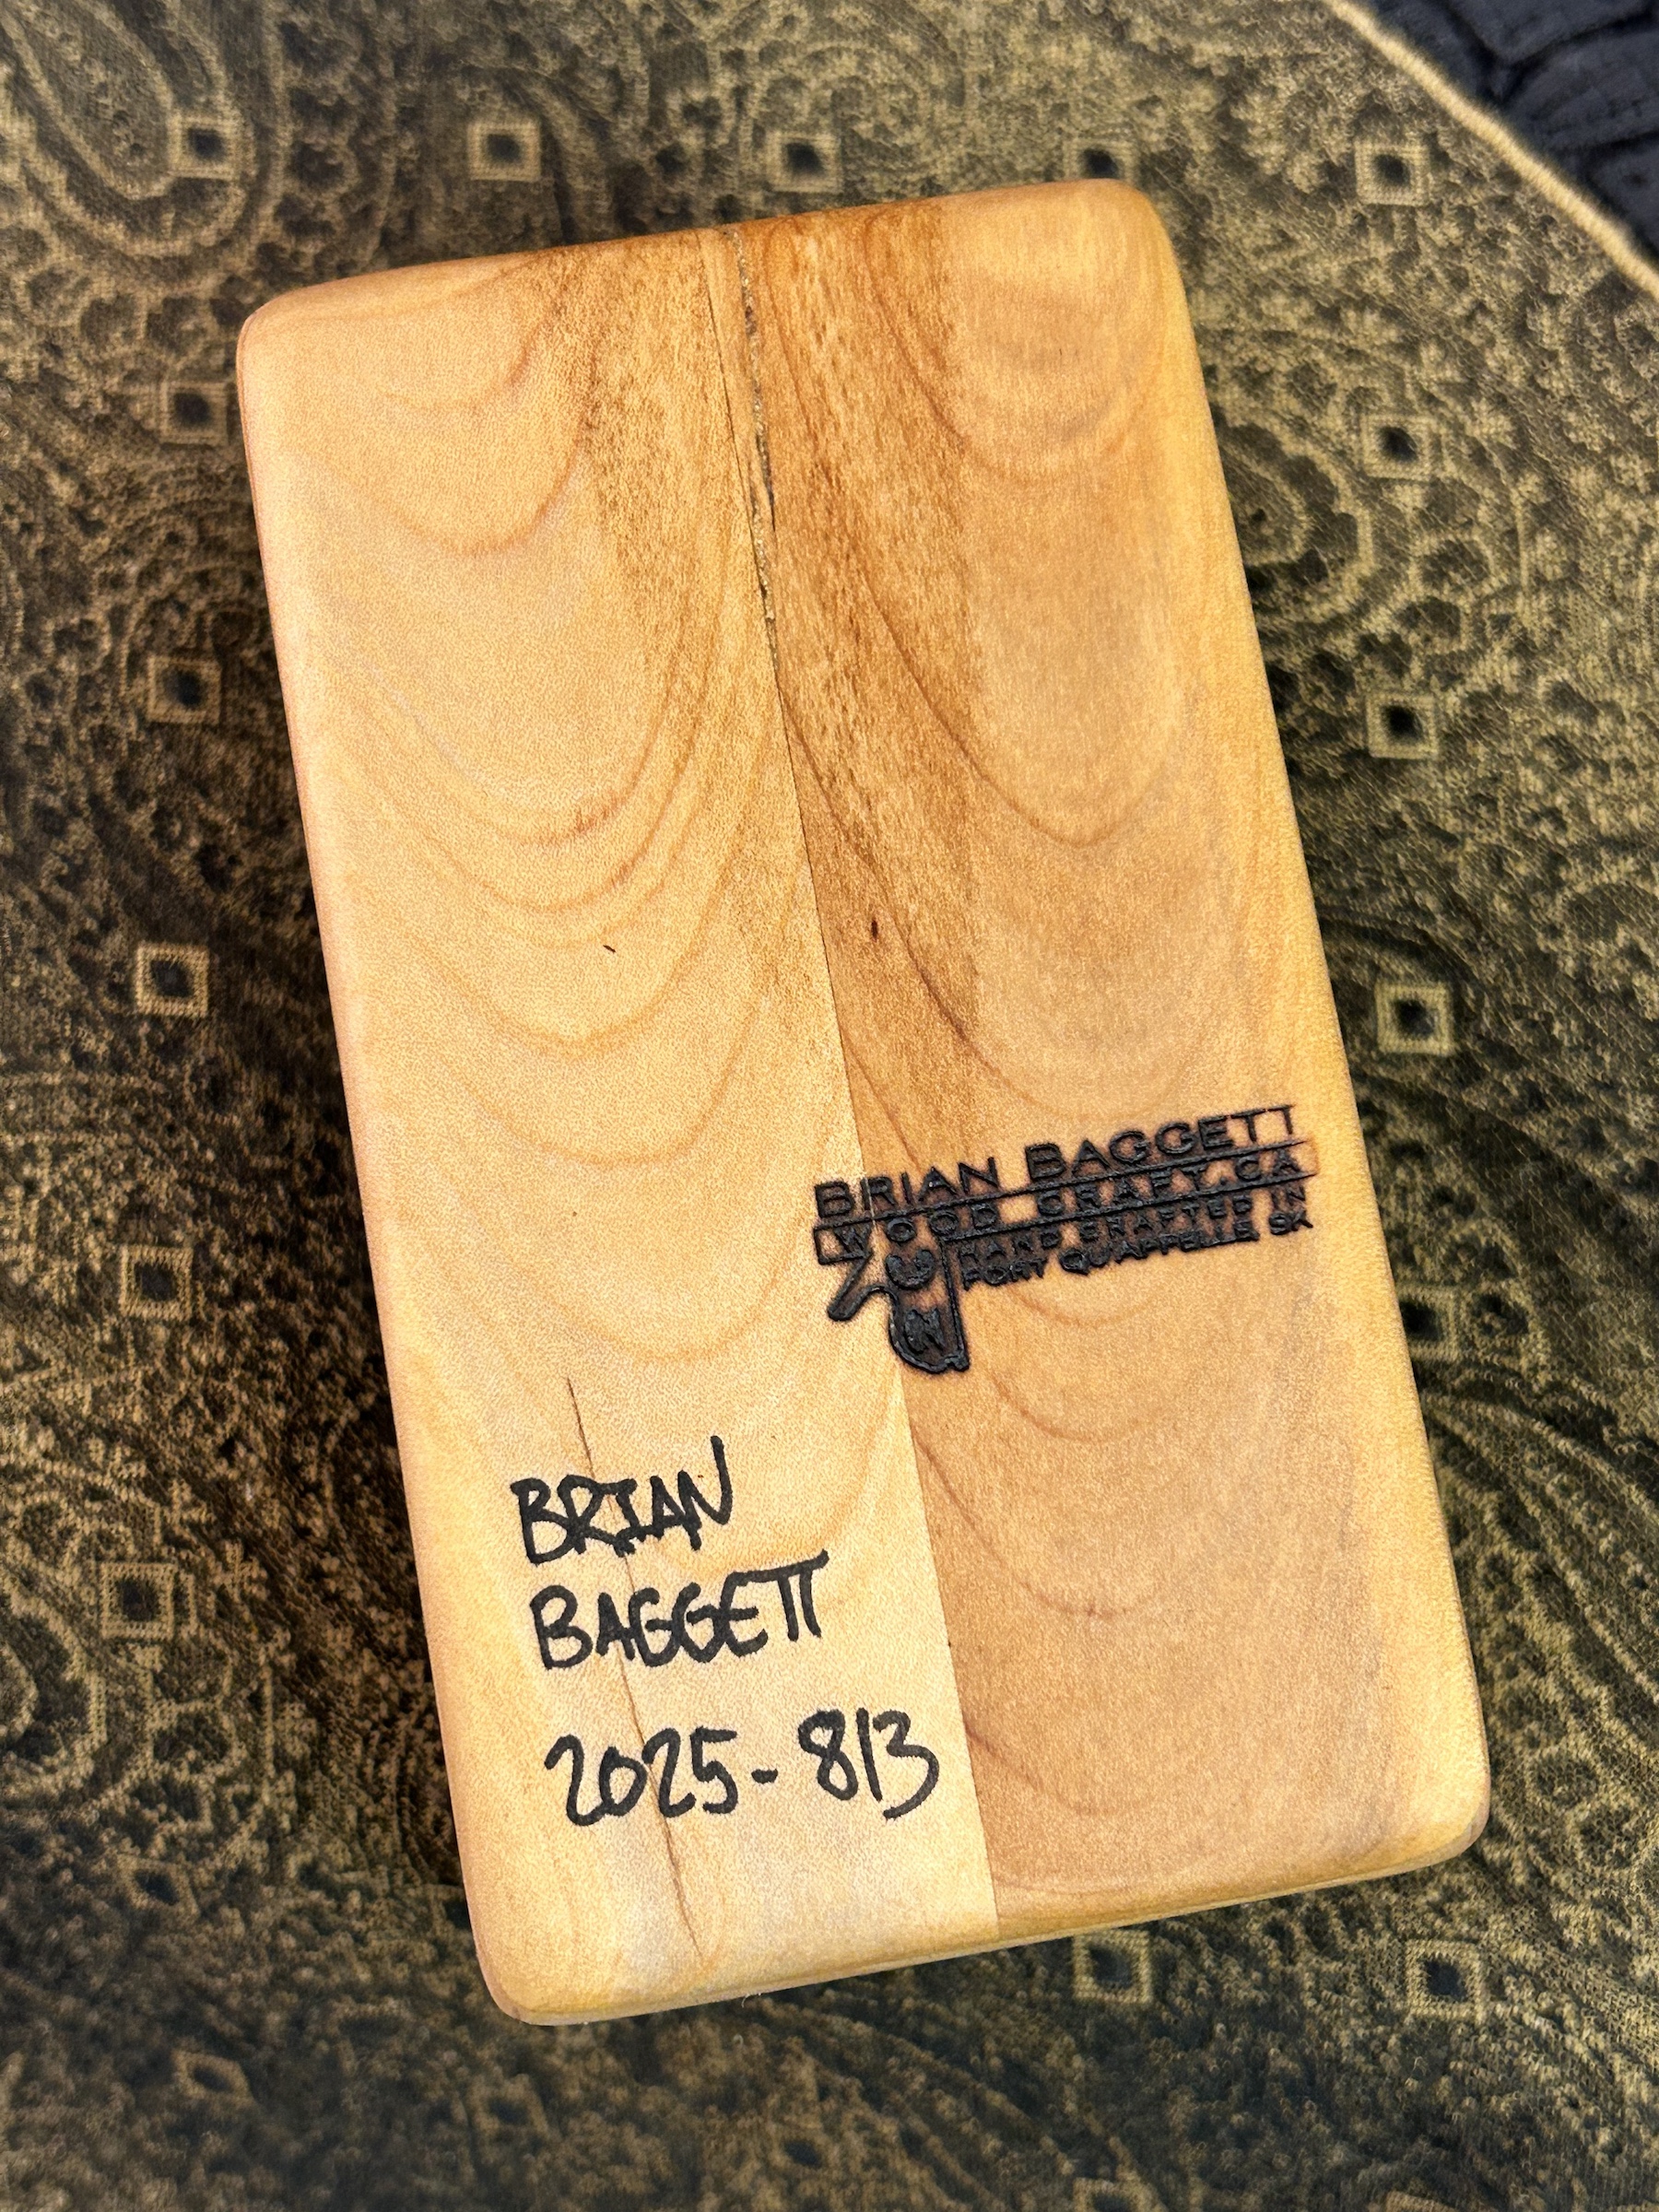 BRIAN BAGGETT
WOOD CRAFT.CA
HAND CRAFTED IN
FORT QU'APPELLE, SK
BRIAN
BAGGETT
2025-813